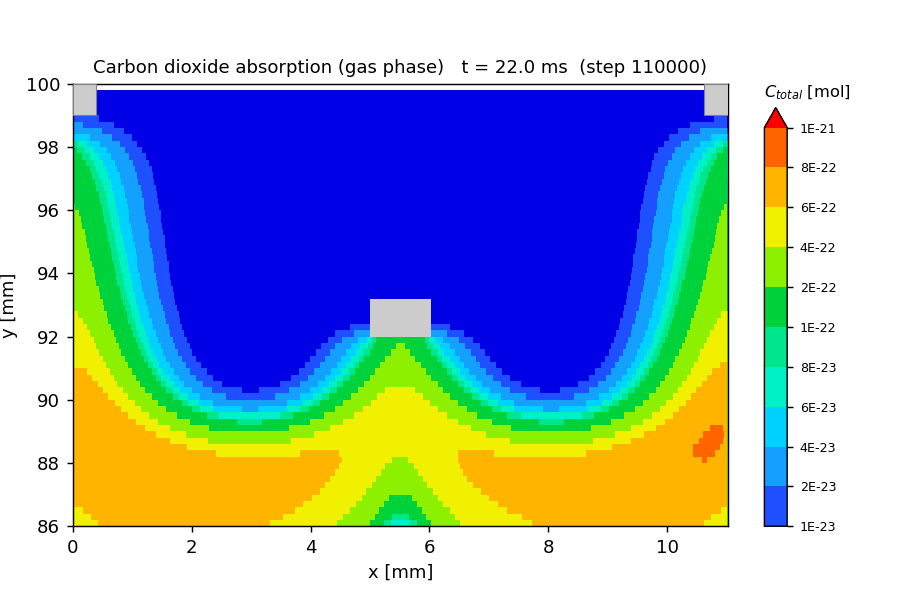 Carbon dioxide absorption (gas phase)   t = 22.0 ms  (step 110000)
C_total [mol]
100
98
96
94
92
90
88
86
y [mm]
0 2 4 6 8 10
x [mm]
1E-21
8E-22
6E-22
4E-22
2E-22
1E-22
8E-23
6E-23
4E-23
2E-23
1E-23